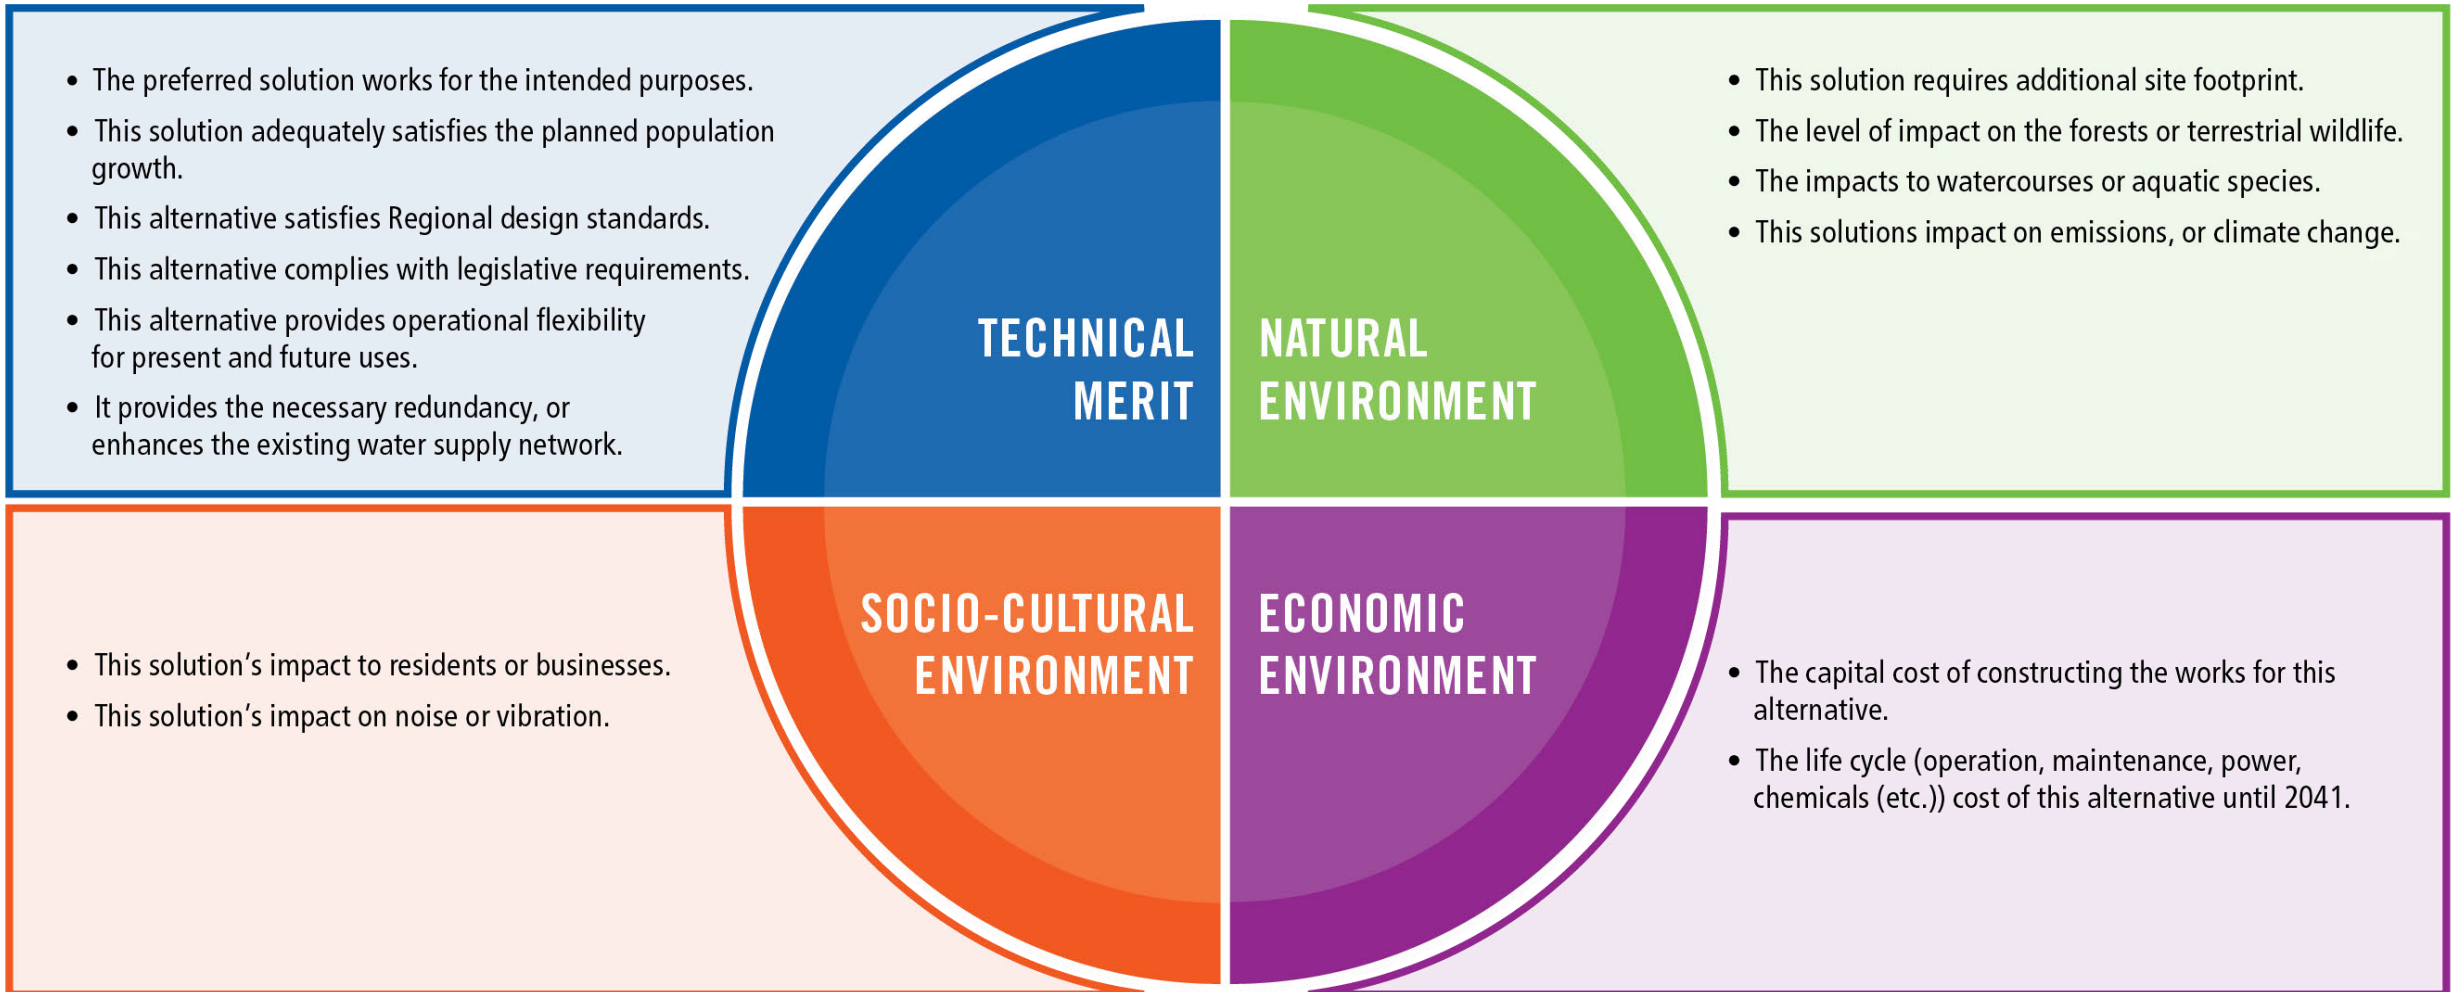 • The preferred solution works for the intended purposes.
• This solution adequately satisfies the planned population
growth.
• This alternative satisfies Regional design standards.
• This alternative complies with legislative requirements.
• This alternative provides operational flexibility
for present and future uses.
• It provides the necessary redundancy, or
enhances the existing water supply network.
TECHNICAL
MERIT
NATURAL
ENVIRONMENT
• This solution requires additional site footprint.
• The level of impact on the forests or terrestrial wildlife.
• The impacts to watercourses or aquatic species.
• This solutions impact on emissions, or climate change.
• This solution’s impact to residents or businesses.
• This solution’s impact on noise or vibration.
SOCIO-CULTURAL
ENVIRONMENT
ECONOMIC
ENVIRONMENT
• The capital cost of constructing the works for this
alternative.
• The life cycle (operation, maintenance, power,
chemicals (etc.)) cost of this alternative until 2041.